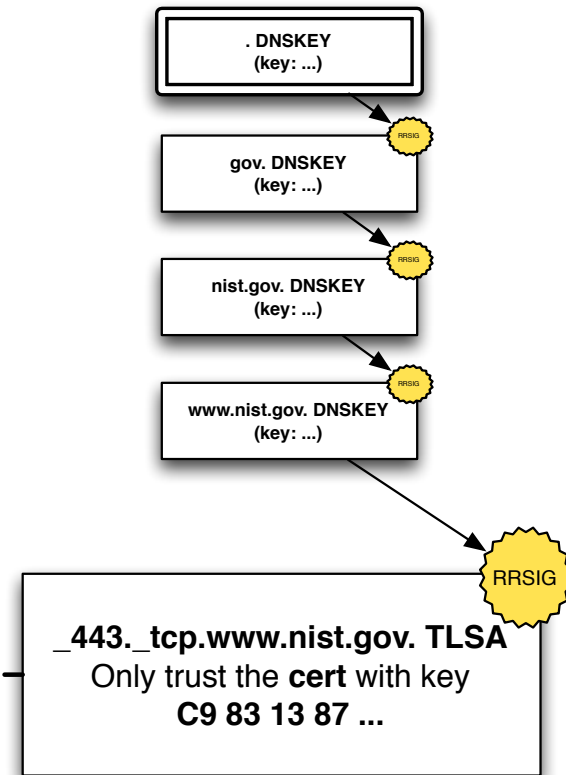 . DNSKEY
(key: ...)
RRSIG
gov. DNSKEY
(key: ...)
RRSIG
nist.gov. DNSKEY
(key: ...)
RRSIG
www.nist.gov. DNSKEY
(key: ...)
RRSIG
_443._tcp.www.nist.gov. TLSA
Only trust the cert with key
C9 83 13 87 ...